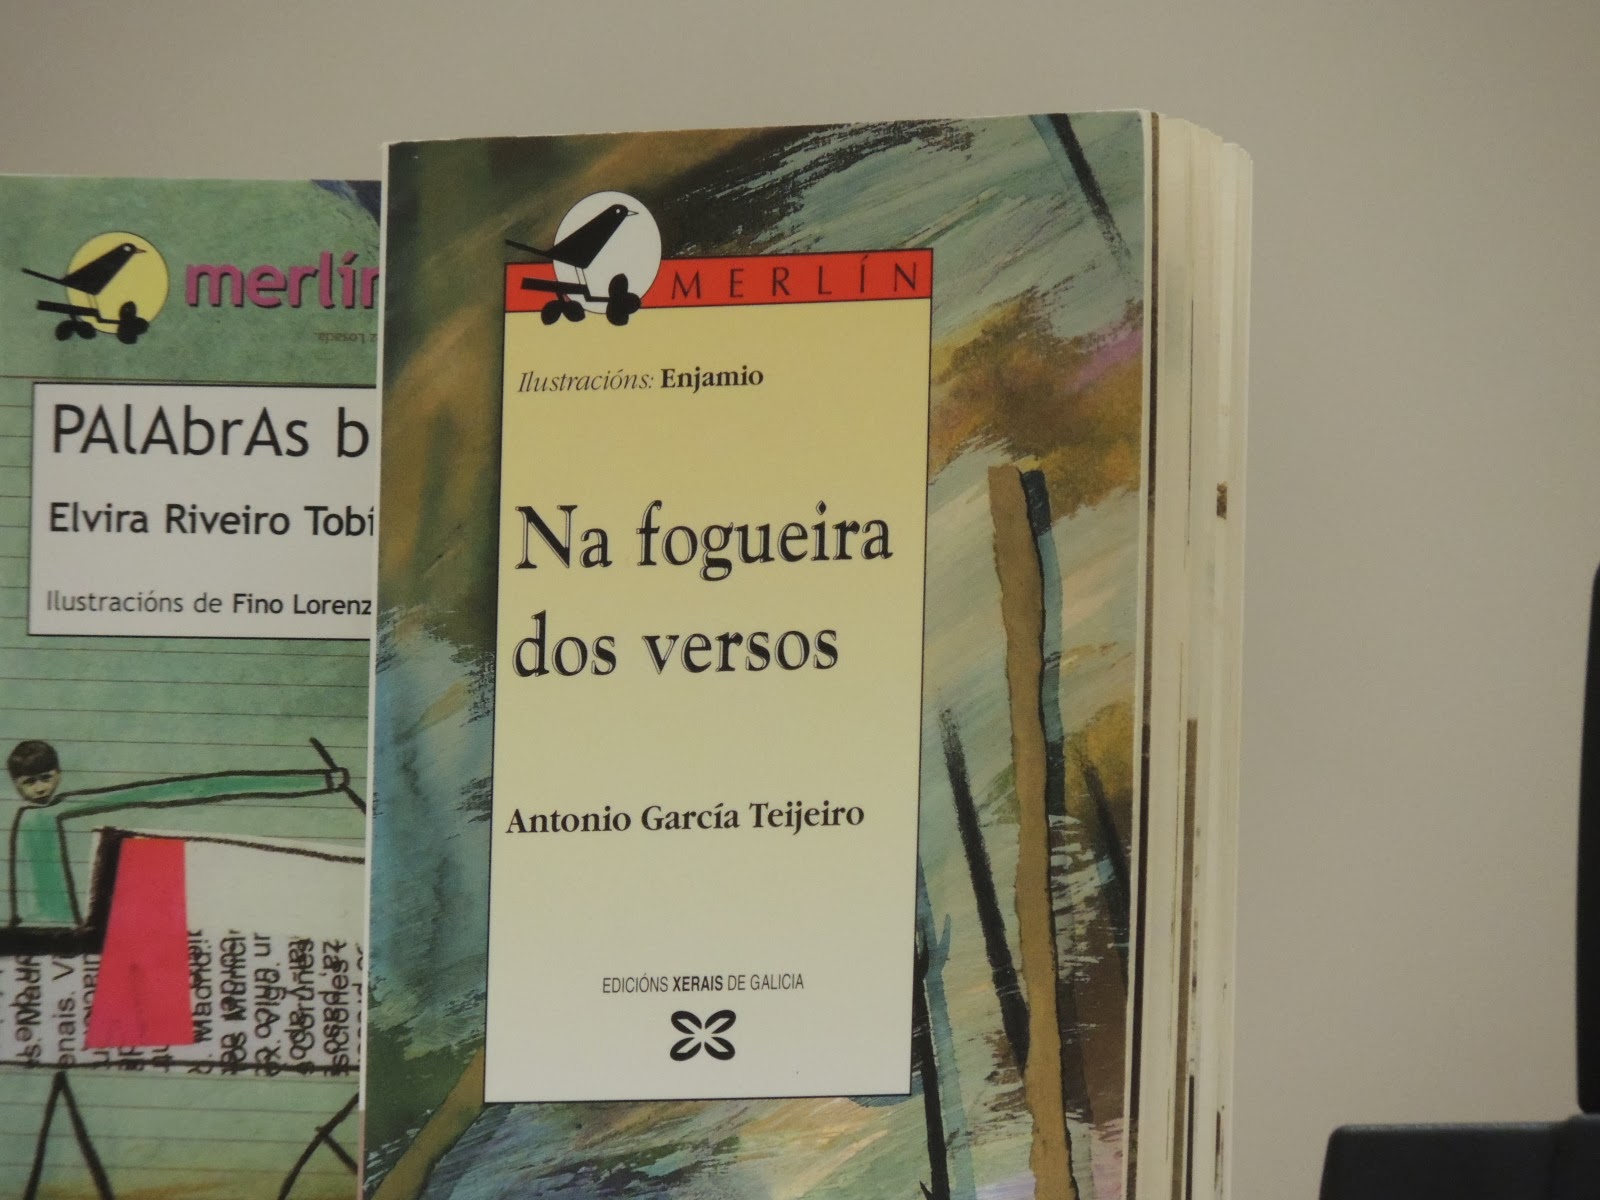 merlín
PAlAbrAs b
Elvira Riveiro Tobí
Ilustracións de Fino Lorenz
MERLÍN
Ilustracións: Enjamio
Na fogueira
dos versos
Antonio García Teijeiro
EDICIÓNS XERAIS DE GALICIA